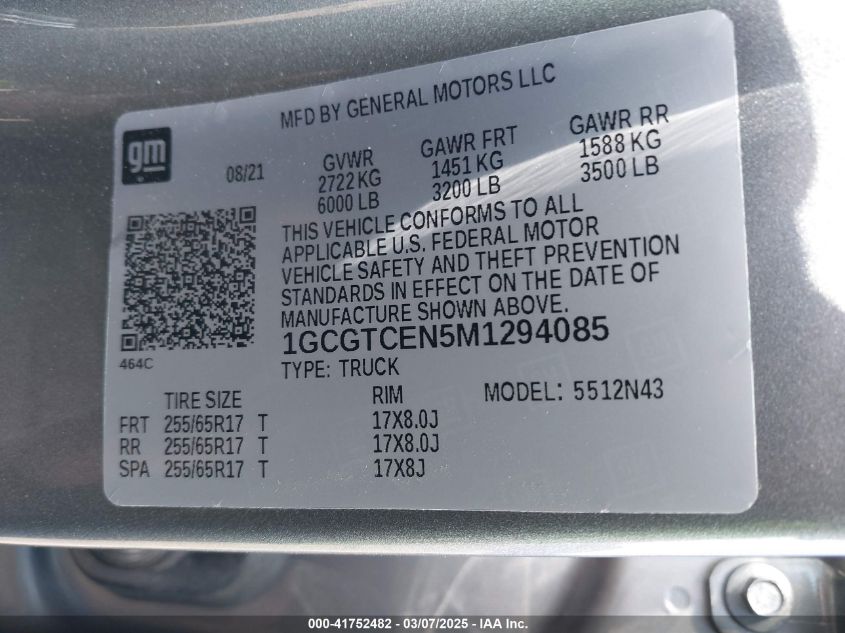 MFD BY GENERAL MOTORS LLC
gm
08/21
GVWR GAWR FRT GAWR RR
2722 KG 1451 KG 1588 KG
6000 LB 3200 LB 3500 LB
THIS VEHICLE CONFORMS TO ALL
APPLICABLE U.S. FEDERAL MOTOR
VEHICLE SAFETY AND THEFT PREVENTION
STANDARDS IN EFFECT ON THE DATE OF
MANUFACTURE SHOWN ABOVE.
1GCGTCEN5M1294085
464C
TYPE: TRUCK
TIRE SIZE RIM MODEL: 5512N43
FRT 255/65R17 T 17X8.0J
RR 255/65R17 T 17X8.0J
SPA 255/65R17 T 17X8J
000-41752482 - 03/07/2025 - IAA Inc.